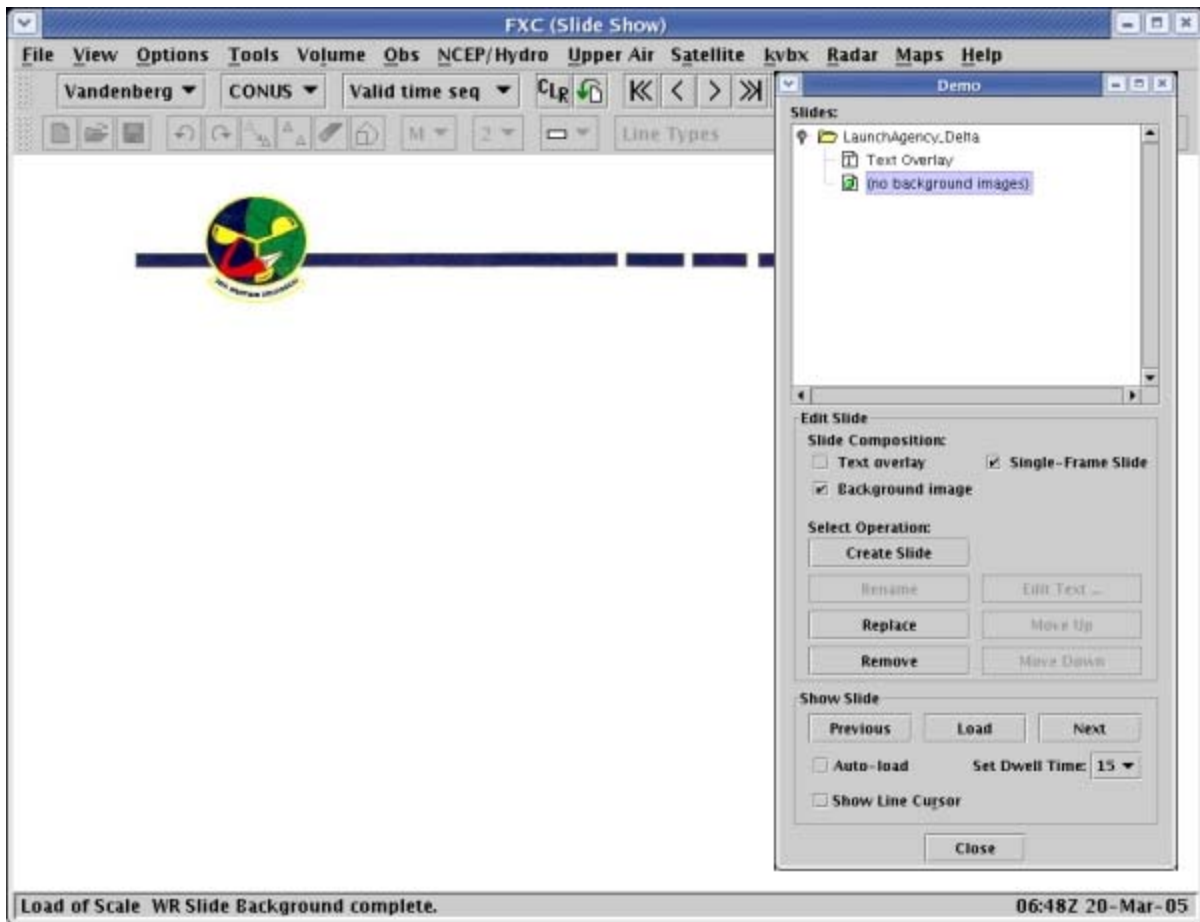 FXC (Slide Show)
File View Options Tools Volume Obs NCEP/Hydro Upper Air Satellite kvbx Radar Maps Help
Vandenberg CONUS Valid time seq CLR
M 2 Line Types
Demo
Slides:
LaunchAgency_Delta
Text Overlay
(no background images)
Edit Slide
Slide Composition:
Text overlay Single-Frame Slide
Background image
Select Operation:
Create Slide
Rename Edit Text ...
Replace Move Up
Remove Move Down
Show Slide
Previous Load Next
Auto-load Set Dwell Time: 15
Show Line Cursor
Close
Load of Scale WR Slide Background complete. 06:48Z 20-Mar-05